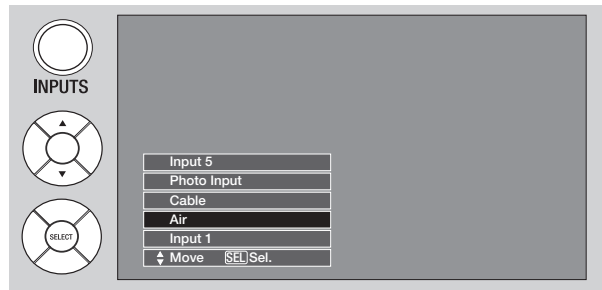 INPUTS
SELECT
Input 5
Photo Input
Cable
Air
Input 1
Move SEL Sel.